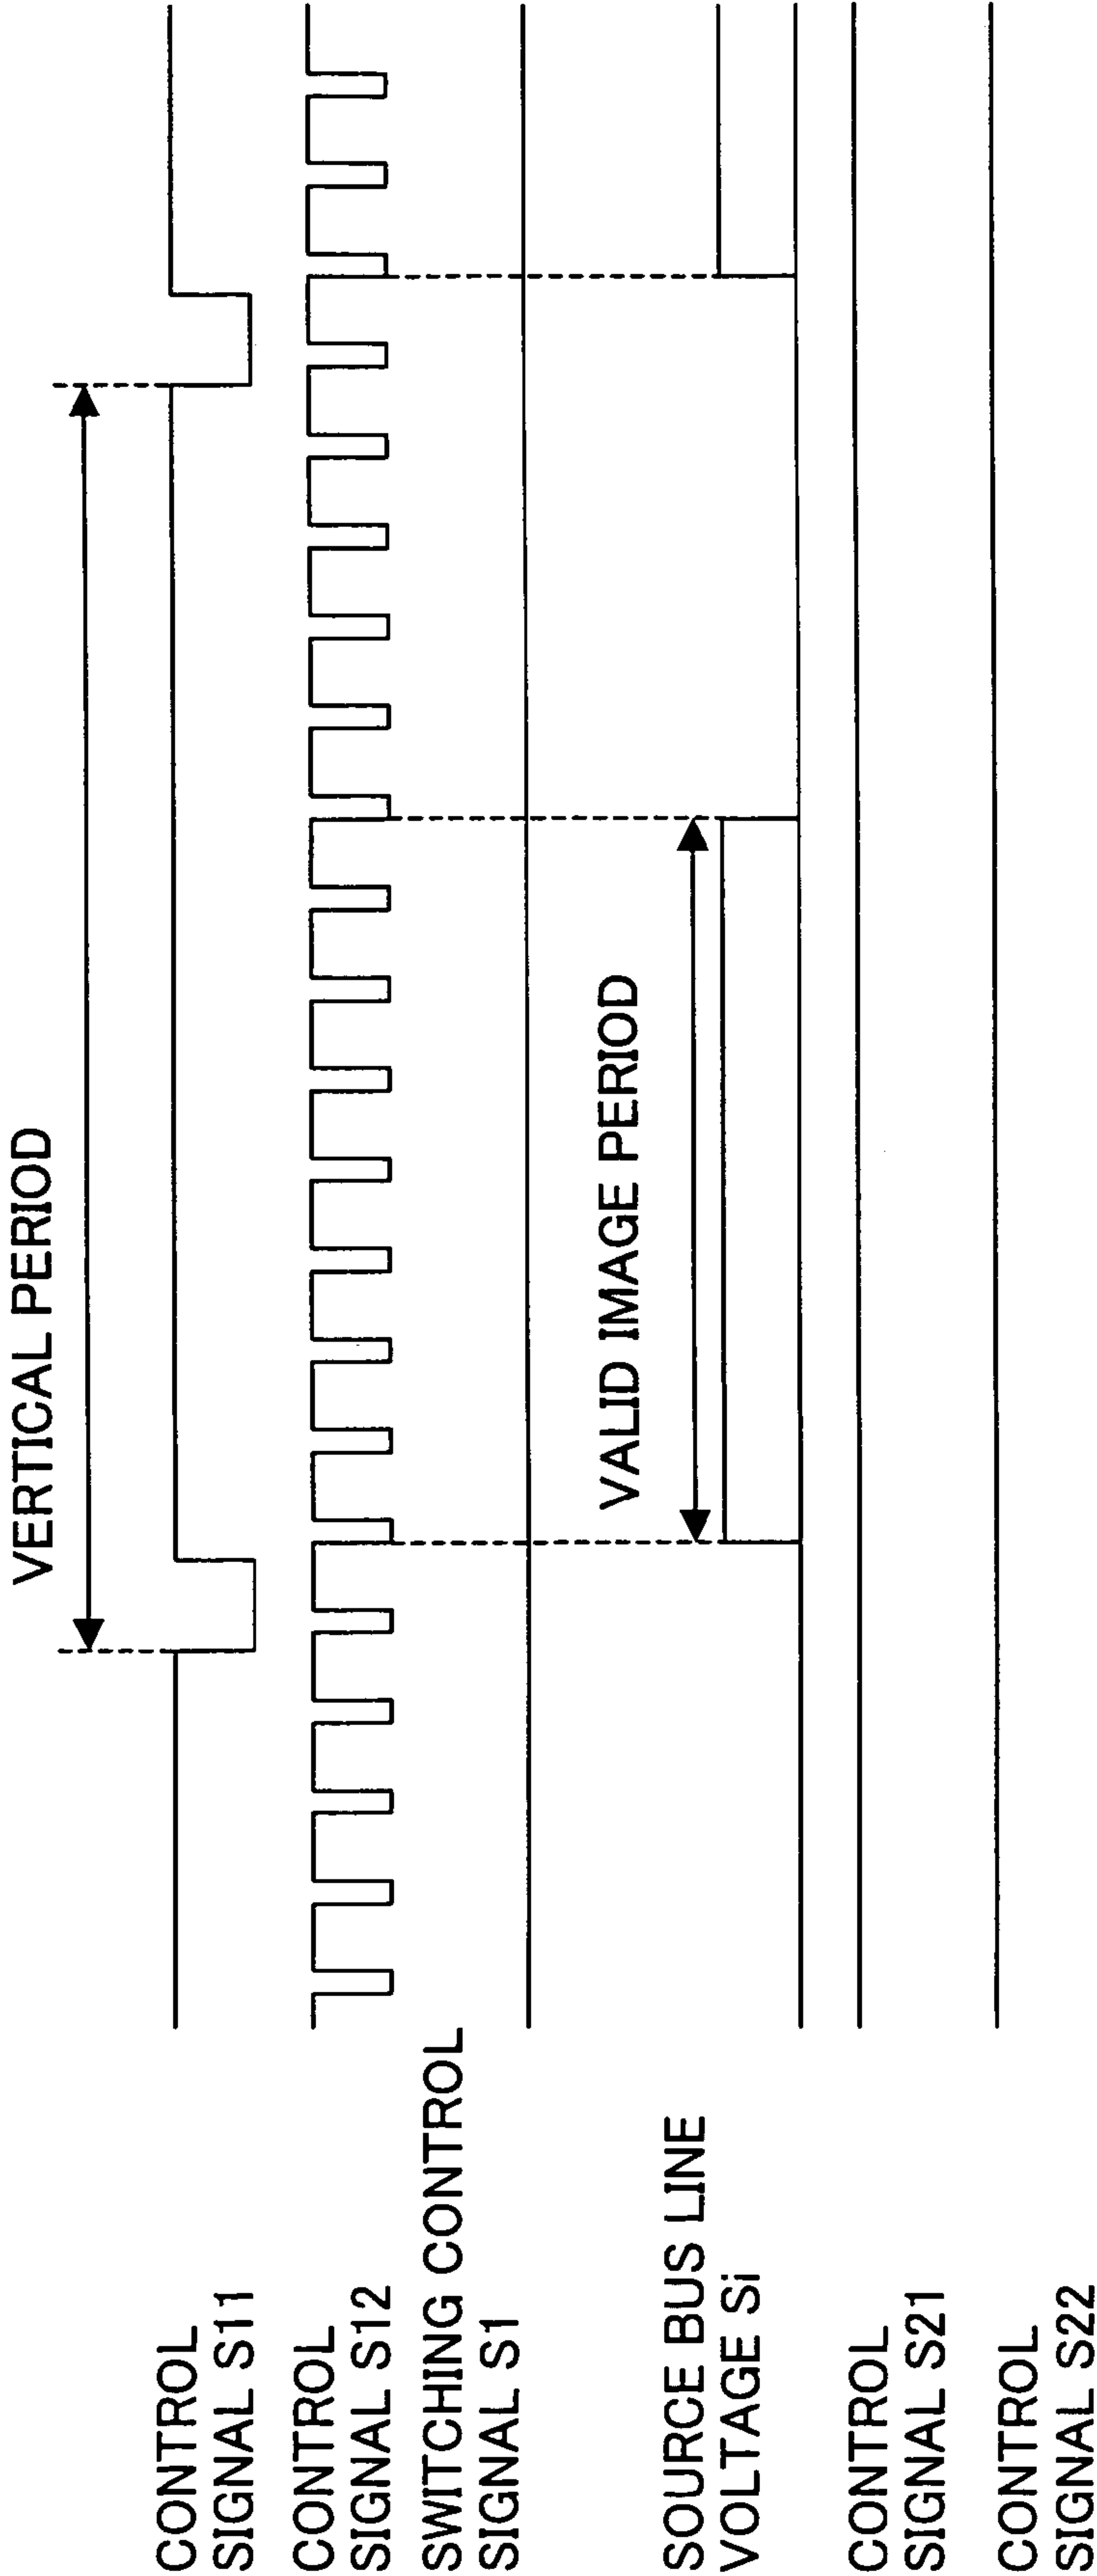 VERTICAL PERIOD
CONTROL
SIGNAL S11
CONTROL
SIGNAL S12
SWITCHING CONTROL
SIGNAL S1
VALID IMAGE PERIOD
SOURCE BUS LINE
VOLTAGE Si
CONTROL
SIGNAL S21
CONTROL
SIGNAL S22